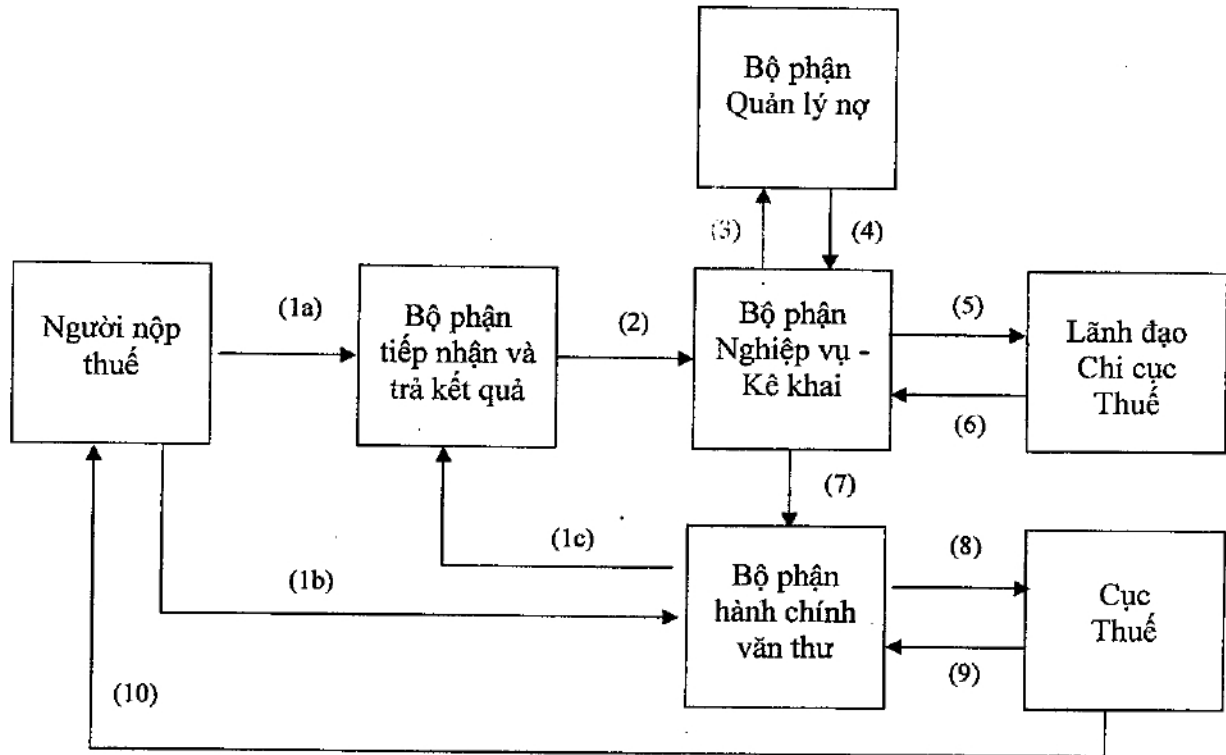 Bộ phận
Quản lý nợ
(3)
(4)
Người nộp
thuế
(1a)
Bộ phận
tiếp nhận và
trả kết quả
(2)
Bộ phận
Nghiệp vụ -
Kê khai
(5)
(6)
Lãnh đạo
Chi cục
Thuế
(7)
(1c)
(1b)
Bộ phận
hành chính
văn thư
(8)
(9)
Cục
Thuế
(10)